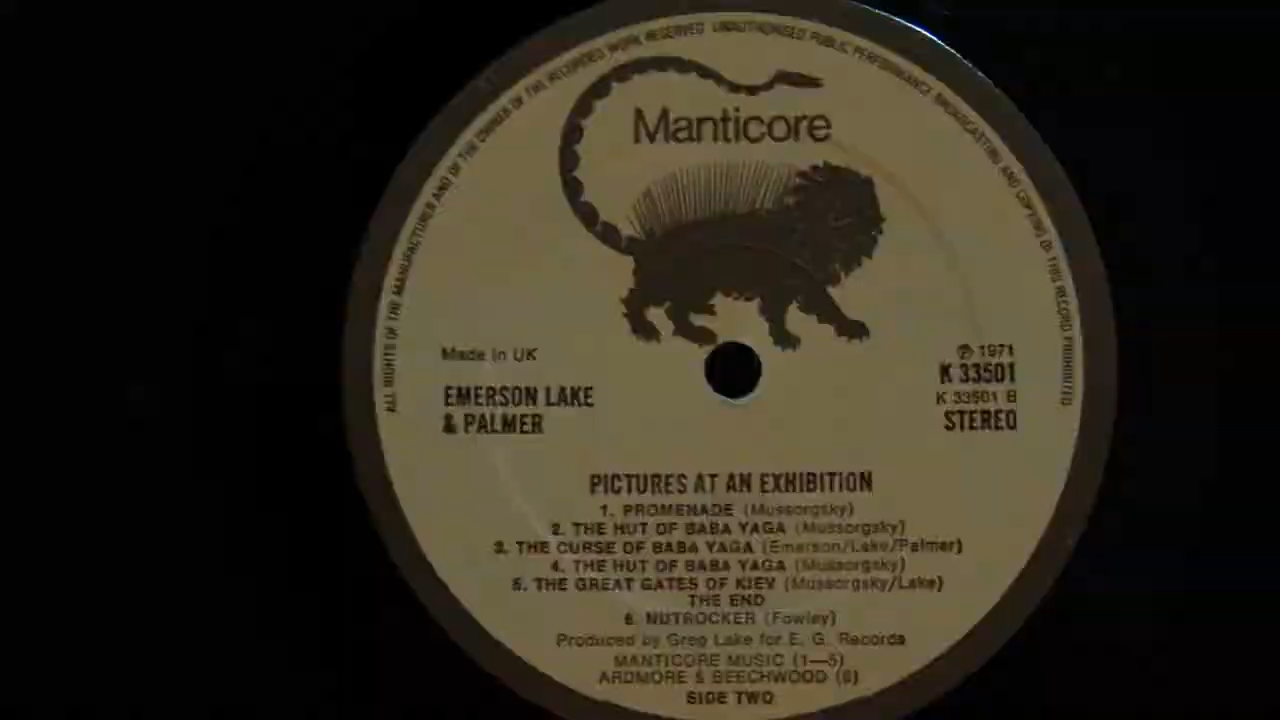 ALL RIGHTS OF THE MANUFACTURER AND OF THE OWNER OF THE RECORDED WORK RESERVED UNAUTHORISED PUBLIC PERFORMANCE BROADCASTING AND COPYING OF THIS RECORD PROHIBITED
Manticore
Made in UK
℗ 1971
EMERSON LAKE
& PALMER
K 33501
K 33501 B
STEREO
PICTURES AT AN EXHIBITION
1. PROMENADE (Mussorgsky)
2. THE HUT OF BABA YAGA (Mussorgsky)
3. THE CURSE OF BABA YAGA (Emerson/Lake/Palmer)
4. THE HUT OF BABA YAGA (Mussorgsky)
5. THE GREAT GATES OF KIEV (Mussorgsky/Lake)
THE END
6. NUTROCKER (Fowley)
Produced by Greg Lake for E. G. Records
MANTICORE MUSIC (1—5)
ARDMORE & BEECHWOOD (6)
SIDE TWO